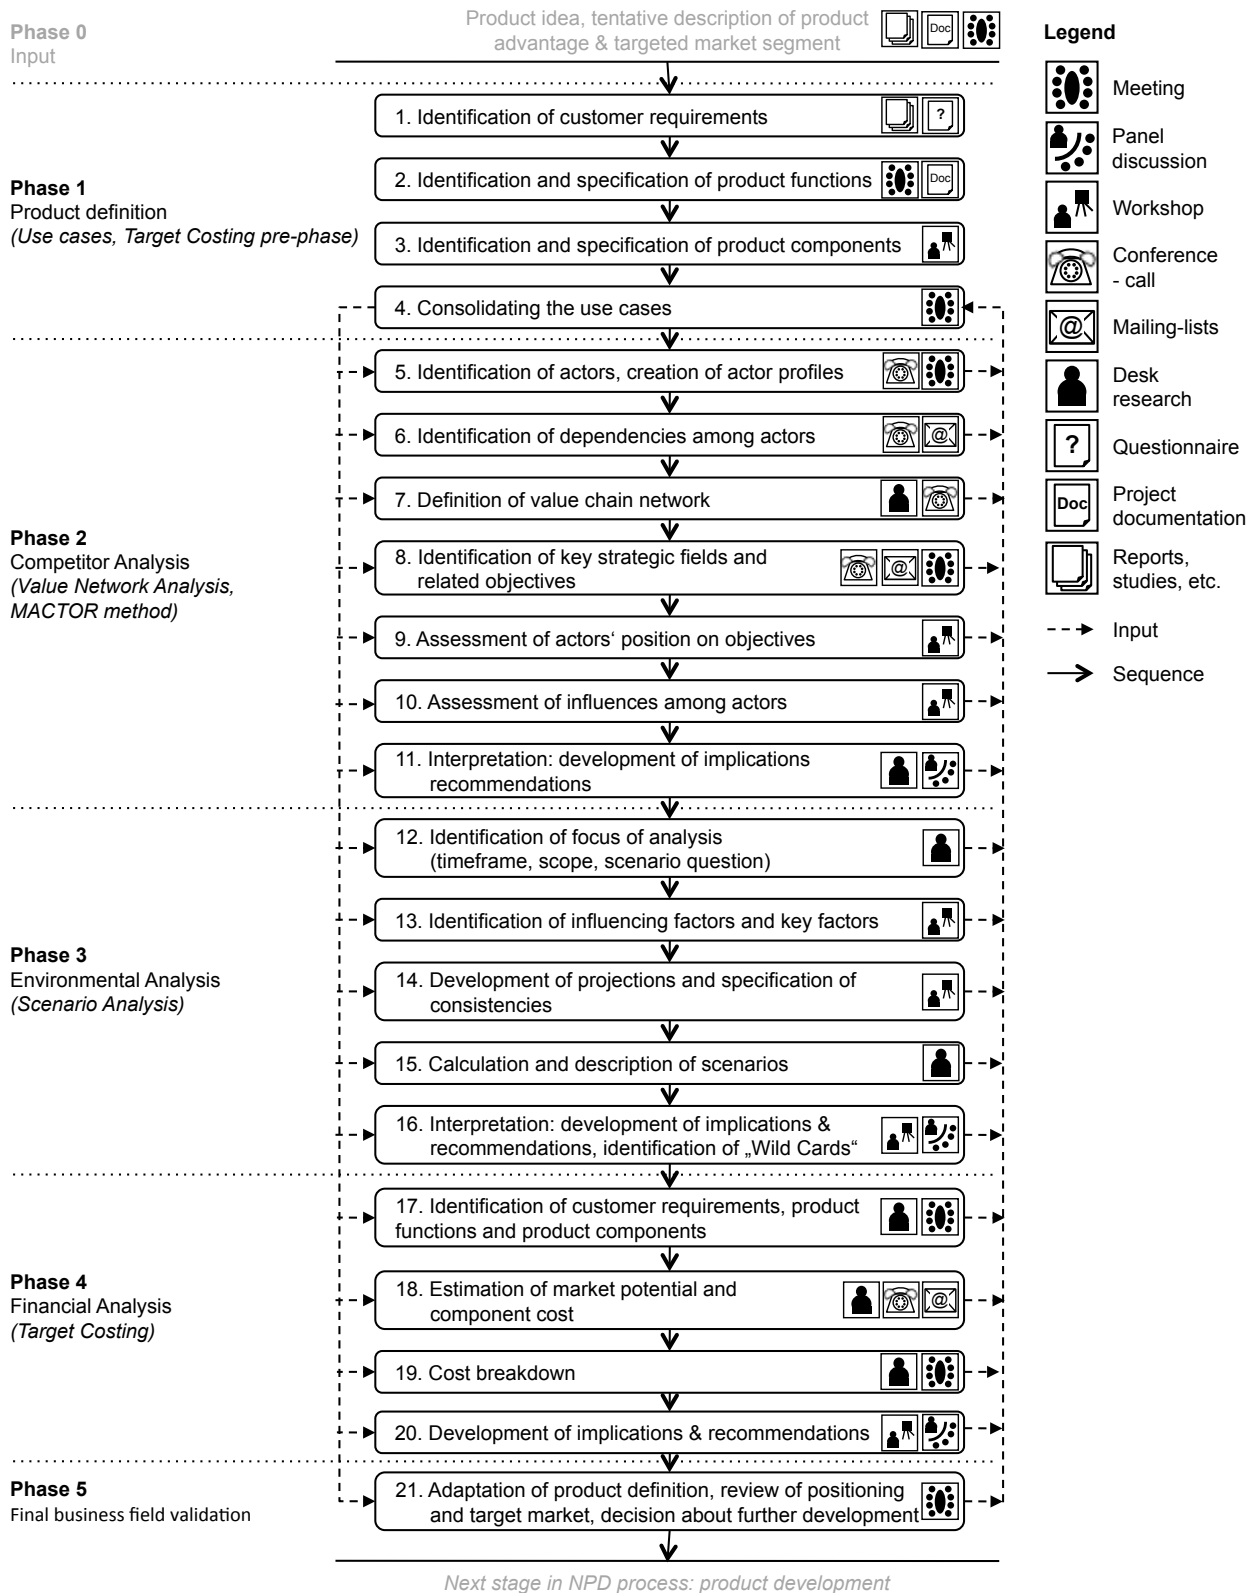 Phase 0
Input
Product idea, tentative description of product
advantage & targeted market segment
Doc
Legend
Meeting
Panel
discussion
Workshop
Conference
- call
@
Mailing-lists
Desk
research
?
Questionnaire
Doc
Project
documentation
Reports,
studies, etc.
Input
Sequence
Phase 1
Product definition
(Use cases, Target Costing pre-phase)
1. Identification of customer requirements
?
2. Identification and specification of product functions
Doc
3. Identification and specification of product components
4. Consolidating the use cases
Phase 2
Competitor Analysis
(Value Network Analysis,
MACTOR method)
5. Identification of actors, creation of actor profiles
6. Identification of dependencies among actors
@
7. Definition of value chain network
8. Identification of key strategic fields and
related objectives
@
9. Assessment of actors‘ position on objectives
10. Assessment of influences among actors
11. Interpretation: development of implications
recommendations
Phase 3
Environmental Analysis
(Scenario Analysis)
12. Identification of focus of analysis
(timeframe, scope, scenario question)
13. Identification of influencing factors and key factors
14. Development of projections and specification of
consistencies
15. Calculation and description of scenarios
16. Interpretation: development of implications &
recommendations, identification of „Wild Cards“
Phase 4
Financial Analysis
(Target Costing)
17. Identification of customer requirements, product
functions and product components
18. Estimation of market potential and
component cost
@
19. Cost breakdown
20. Development of implications & recommendations
Phase 5
Final business field validation
21. Adaptation of product definition, review of positioning
and target market, decision about further development
Next stage in NPD process: product development